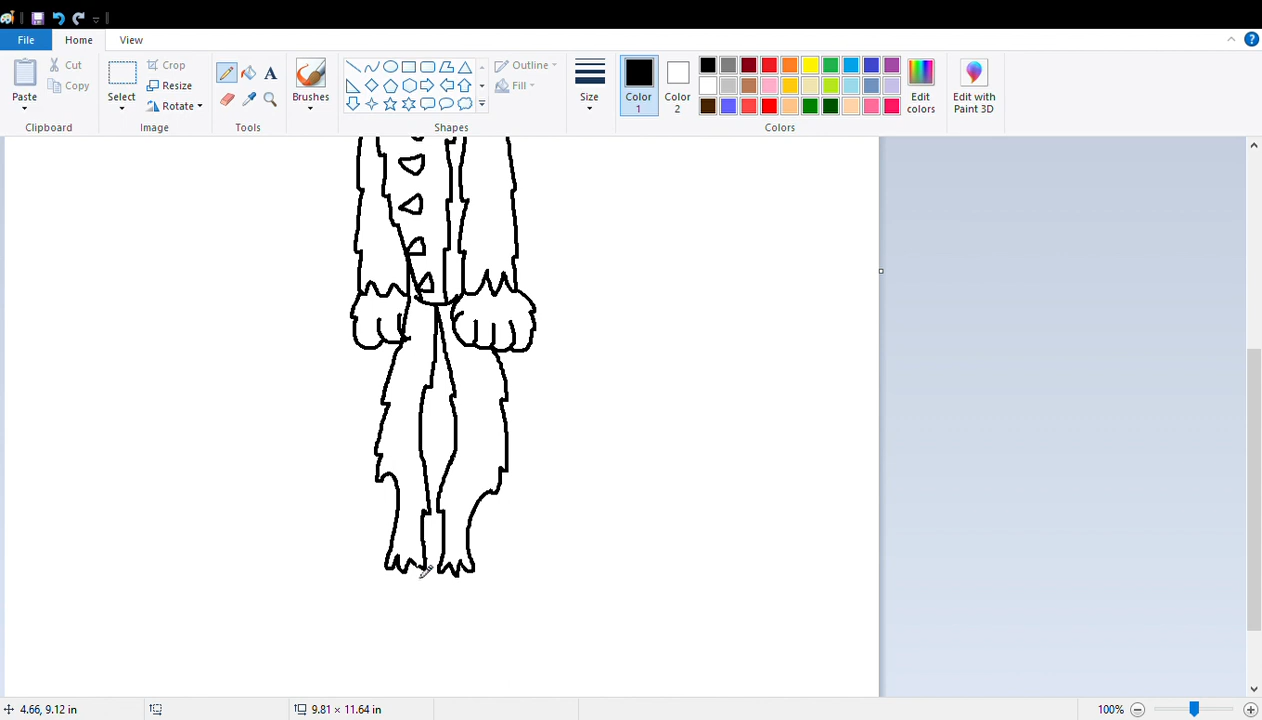 File Home View
Paste
Cut
Copy
Clipboard
Select
Crop
Resize
Rotate
Image
A
Tools
Brushes
Outline
Fill
Shapes
Size
Color
1
Color
2
Edit
colors
Colors
Edit with
Paint 3D
?
4.66, 9.12 in
9.81 × 11.64 in
100%